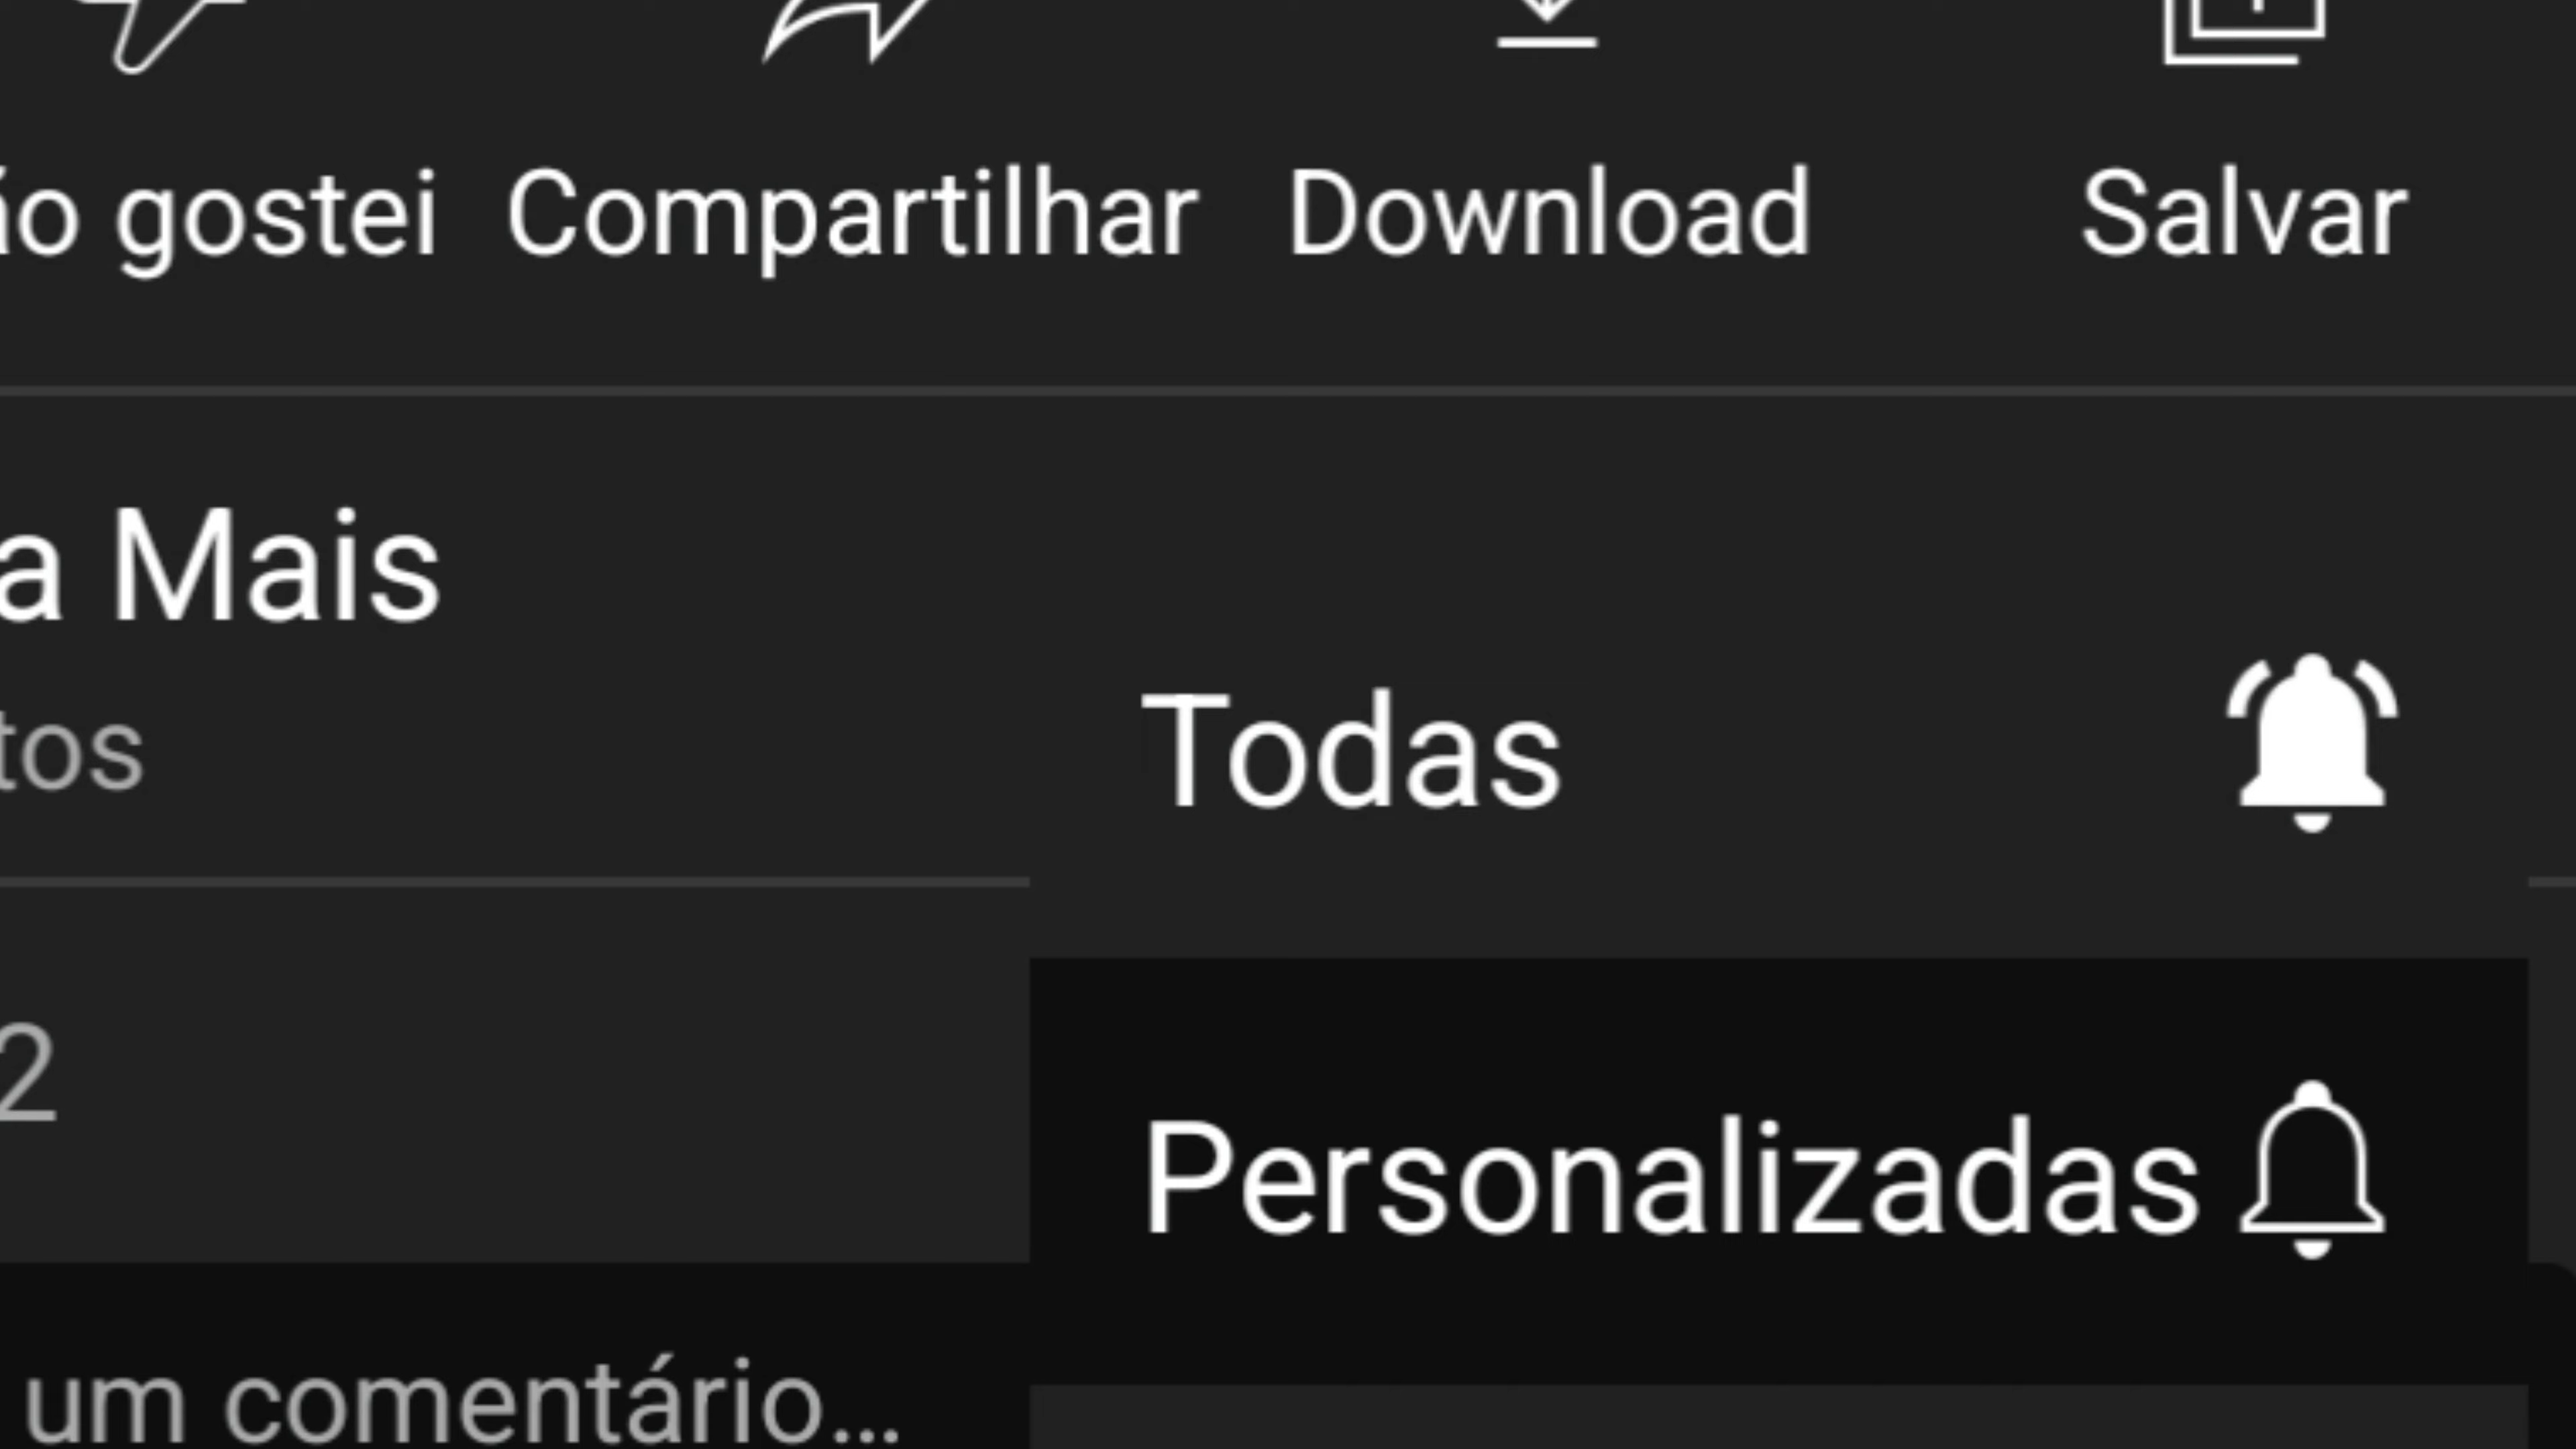 ão gostei Compartilhar Download Salvar
a Mais
tos
Todas
2
Personalizadas
um comentário...